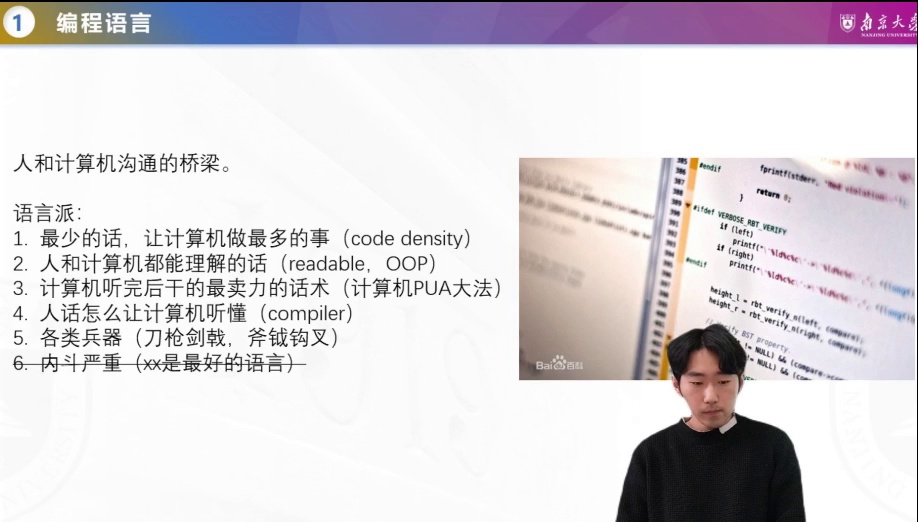 1 编程语言
南京大学
NANJING UNIVERSITY
人和计算机沟通的桥梁。
语言派：
1. 最少的话，让计算机做最多的事（code density）
2. 人和计算机都能理解的话（readable，OOP）
3. 计算机听完后干的最卖力的话术（计算机PUA大法）
4. 人话怎么让计算机听懂（compiler）
5. 各类兵器（刀枪剑戟，斧钺钩叉）
6. 内斗严重（xx是最好的语言）
#endif
fprintf(stderr,
return 0;
}
#ifdef VERBOSE_RBT_VERIFY
if (left)
if (right)
#endif
height_l = rbt_verify_n(left, compare
height_r = rbt_verify_n(right, compare
BST property.
!= NULL) &&
!= NULL) &&
Bai百科